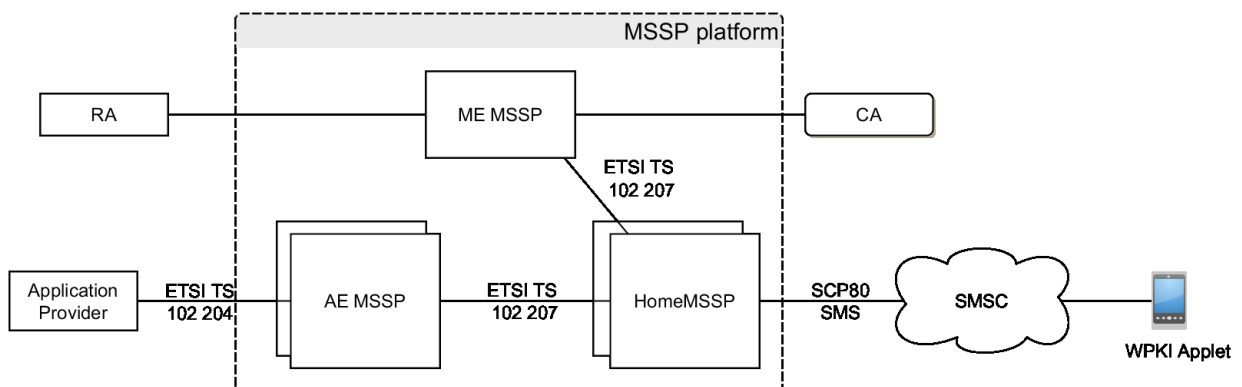 MSSP platform
RA
ME MSSP
CA
ETSI TS
102 207
Application
Provider
ETSI TS
102 204
AE MSSP
ETSI TS
102 207
HomeMSSP
SCP80
SMS
SMSC
WPKI Applet